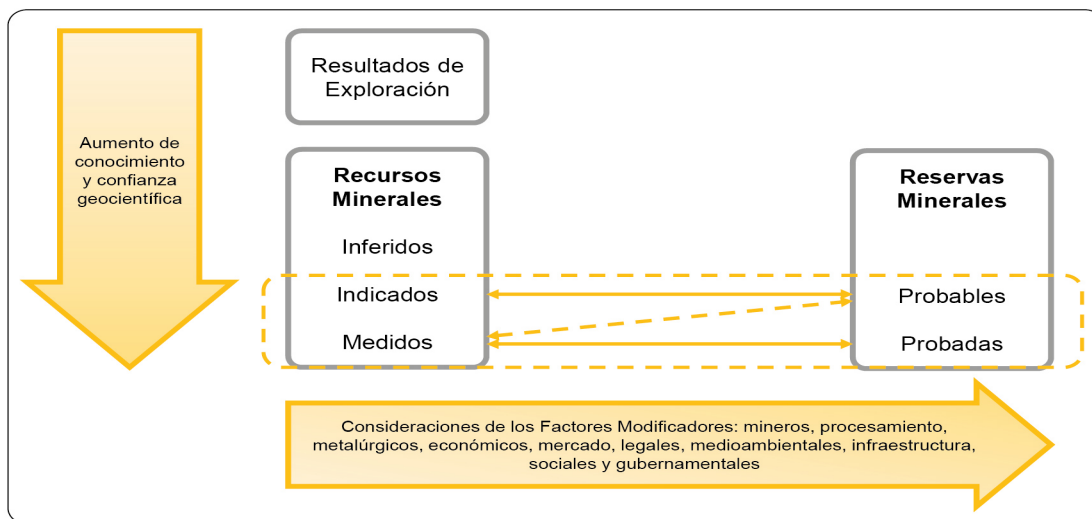 Aumento de
conocimiento
y confianza
geocientífica
Resultados de
Exploración
Recursos
Minerales
Inferidos
Indicados
Medidos
Reservas
Minerales
Probables
Probadas
Consideraciones de los Factores Modificadores: mineros, procesamiento,
metalúrgicos, económicos, mercado, legales, medioambientales, infraestructura,
sociales y gubernamentales